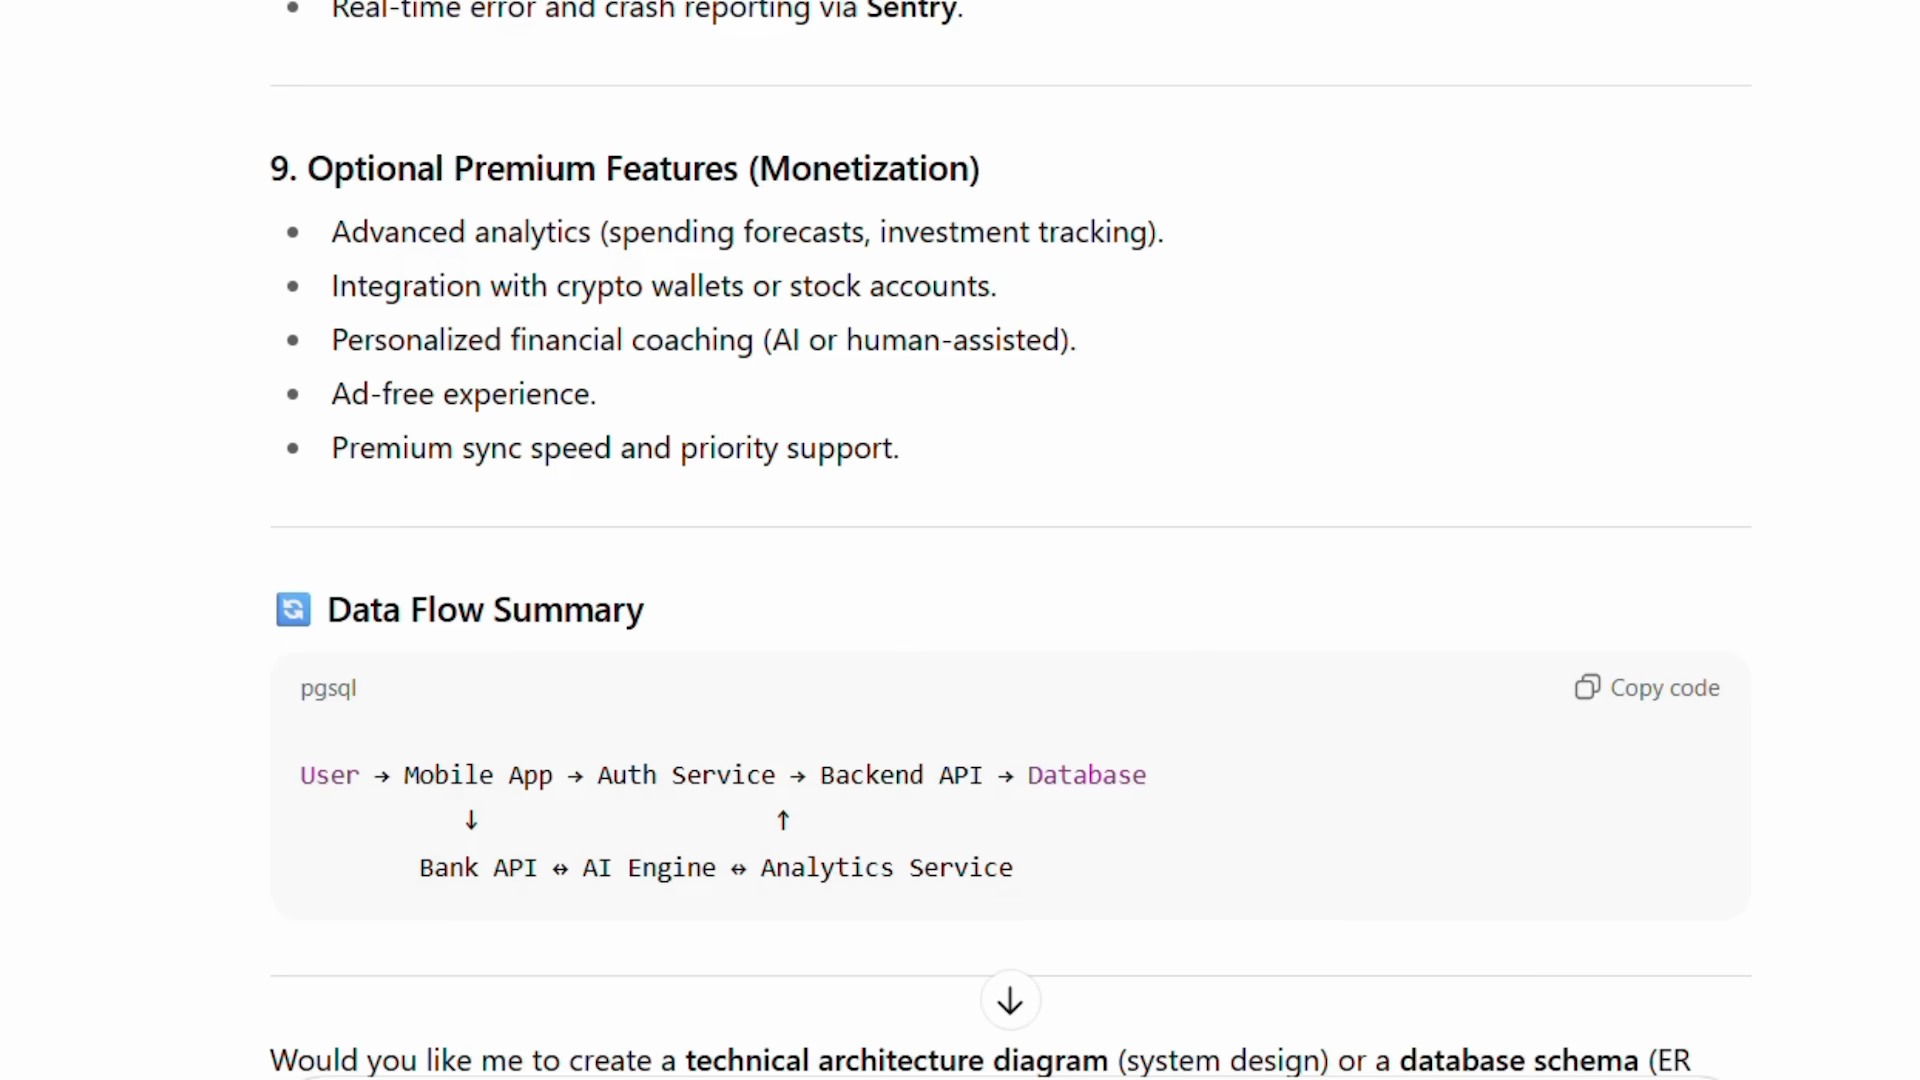 Real-time error and crash reporting via Sentry.
9. Optional Premium Features (Monetization)
Advanced analytics (spending forecasts, investment tracking).
Integration with crypto wallets or stock accounts.
Personalized financial coaching (AI or human-assisted).
Ad-free experience.
Premium sync speed and priority support.
Data Flow Summary
pgsql
Copy code
User → Mobile App → Auth Service → Backend API → Database
↓ ↑
Bank API ↔ AI Engine ↔ Analytics Service
Would you like me to create a technical architecture diagram (system design) or a database schema (ER